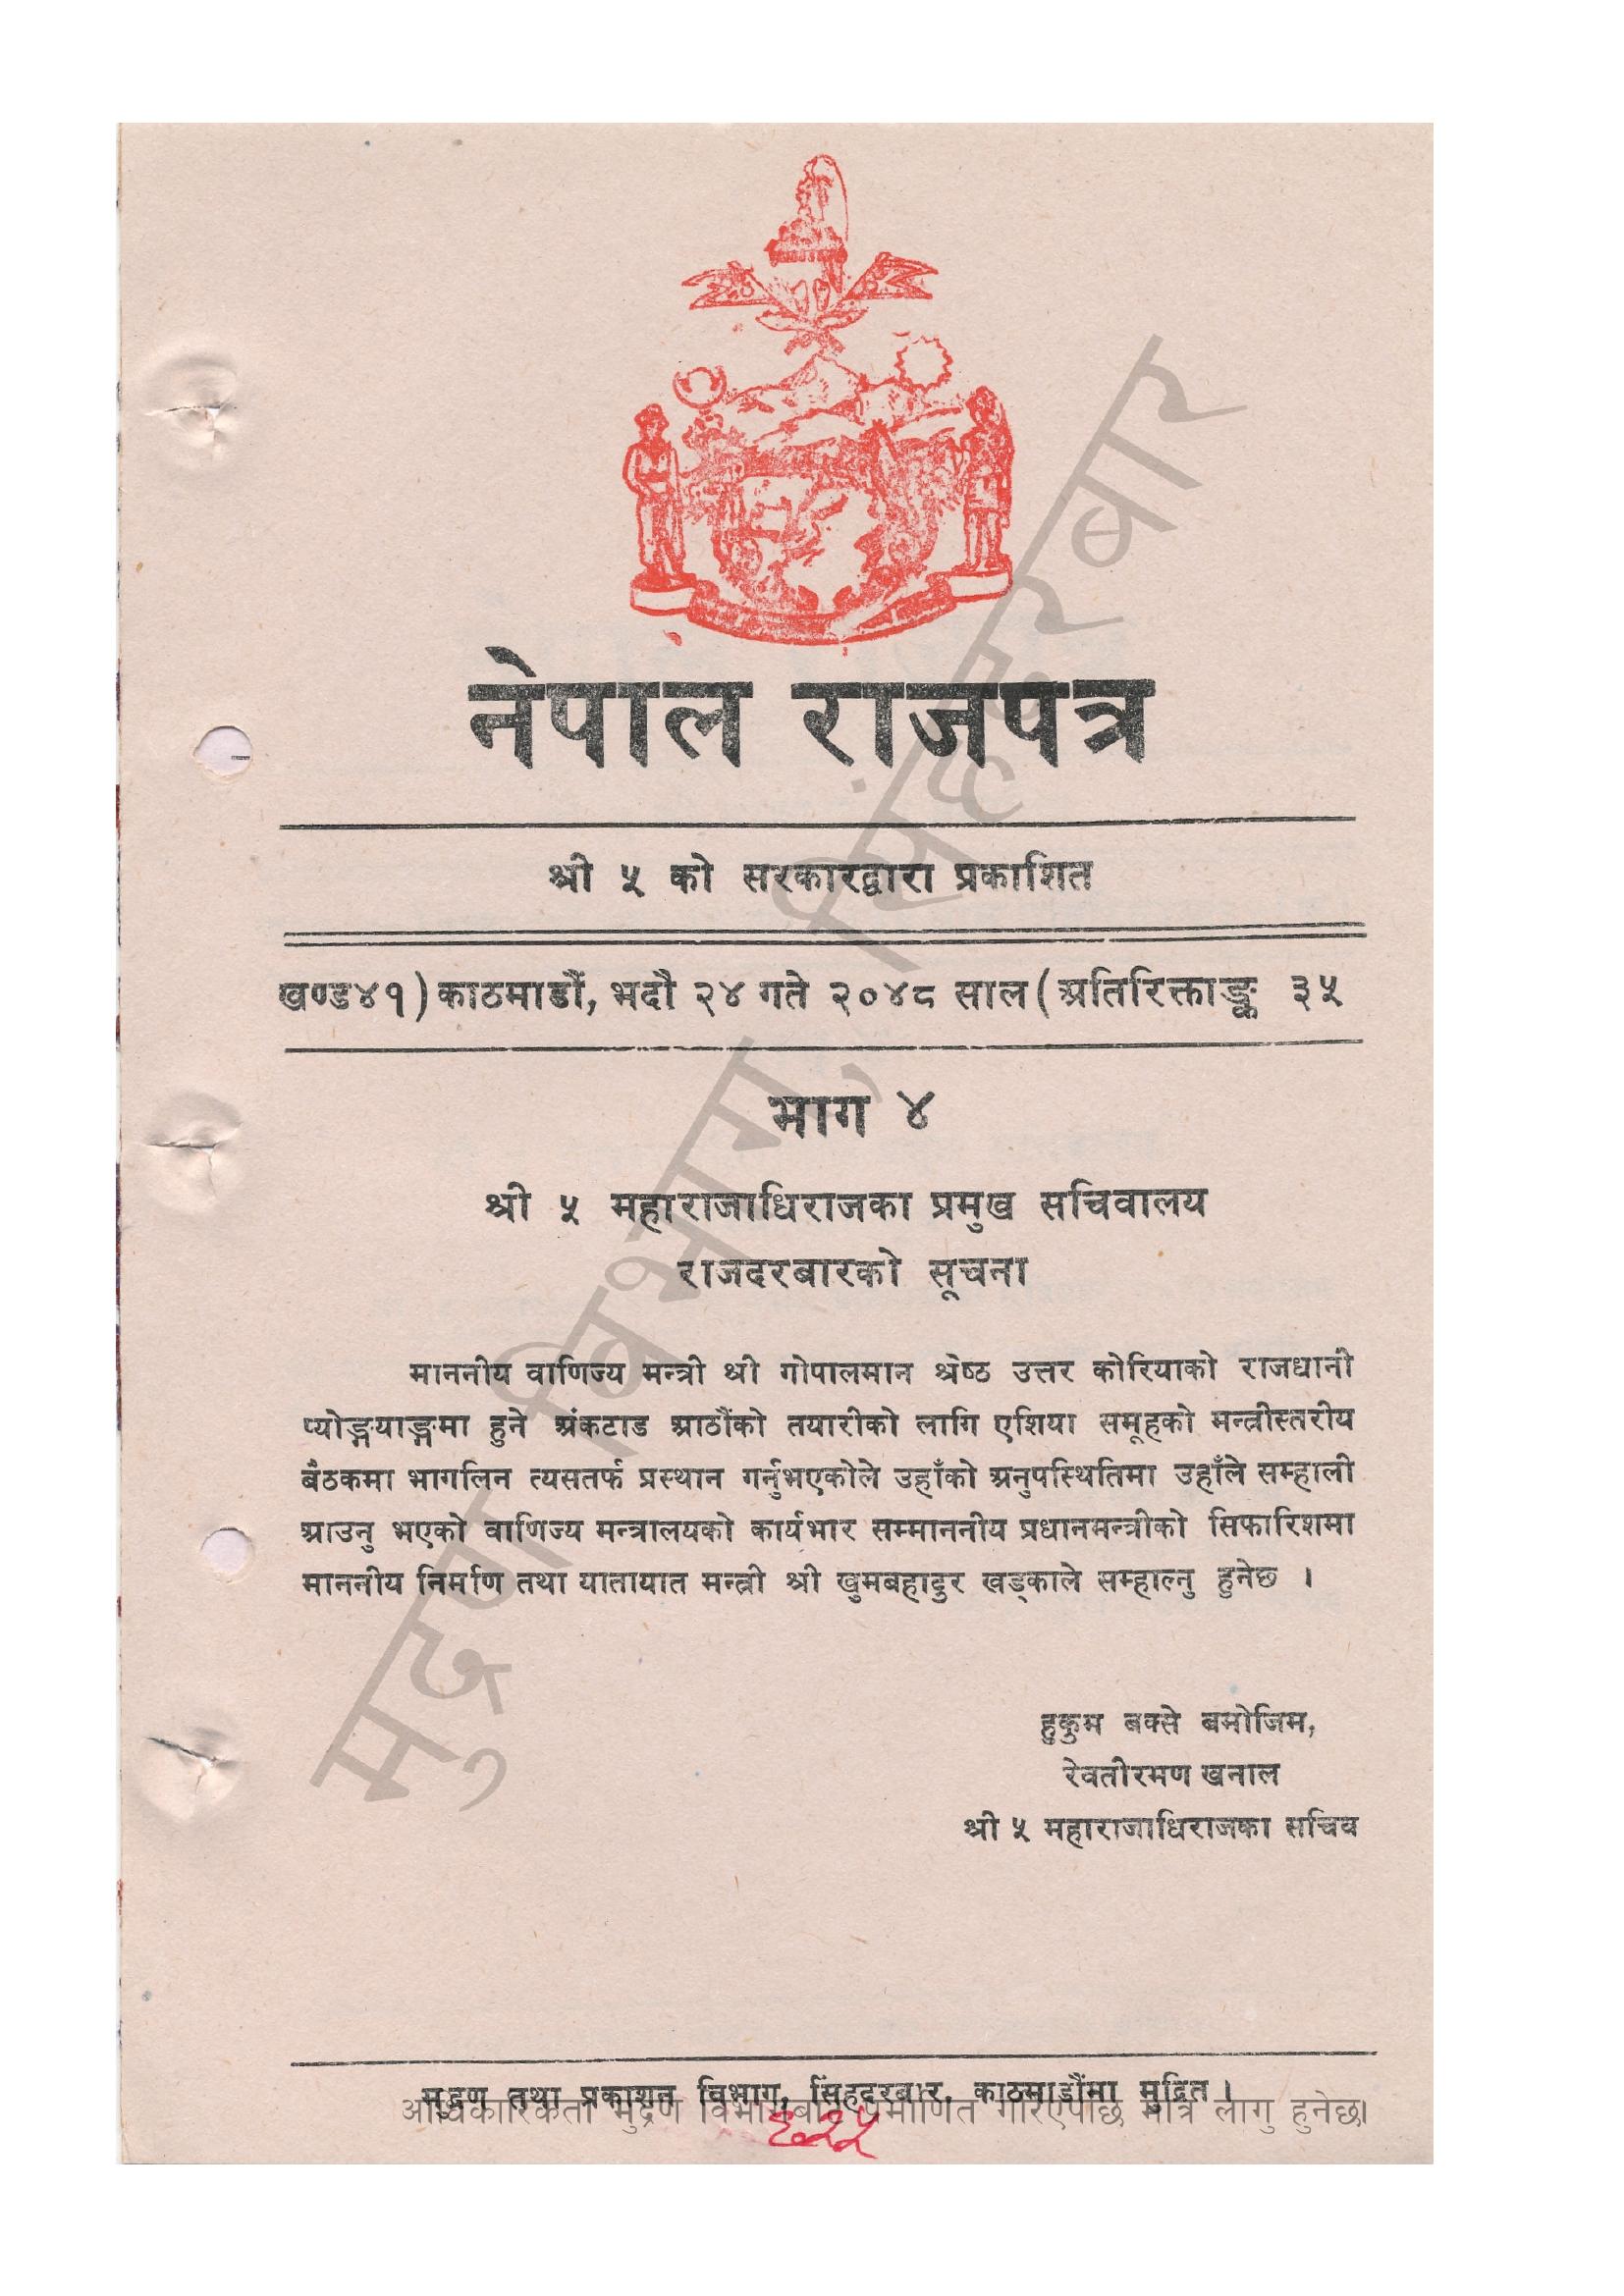 नेपाल राजपत्र
श्री ५ को सरकारद्वारा प्रकाशित
खण्ड४१) काठमाडौं, भदौ २४ गते २०४८ साल (अतिरिक्ताङ्क ३५
भाग ४
श्री ५ महाराजाधिराजका प्रमुख सचिवालय
राजदरबारको सूचना
माननीय वाणिज्य मन्त्री श्री गोपालमान श्रेष्ठ उत्तर कोरियाको राजधानी
प्योङ्गयाङ्गमा हुने अंकटाड आठौंको तयारीको लागि एशिया समूहको मन्त्रीस्तरीय
बैठकमा भागलिन त्यसतर्फ प्रस्थान गर्नुभएकोले उहाँको अनुपस्थितिमा उहाँले सम्हाली
आउनु भएको वाणिज्य मन्त्रालयको कार्यभार सम्माननीय प्रधानमन्त्रीको सिफारिशमा
माननीय निर्माण तथा यातायात मन्त्री श्री खुमबहादुर खड्काले सम्हाल्नु हुनेछ ।
हुकुम बक्से बमोजिम,
रेवतीरमण खनाल
श्री ५ महाराजाधिराजका सचिव
मुद्रण तथा प्रकाशन विभाग, सिंहदरबार, काठमाडौंमा मुद्रित ।
आधिकारिकता मुद्रण विभागबाट प्रमाणित गरिएपछि मात्र लागु हुनेछ।
मुद्रण विभाग, सिंहदरबार